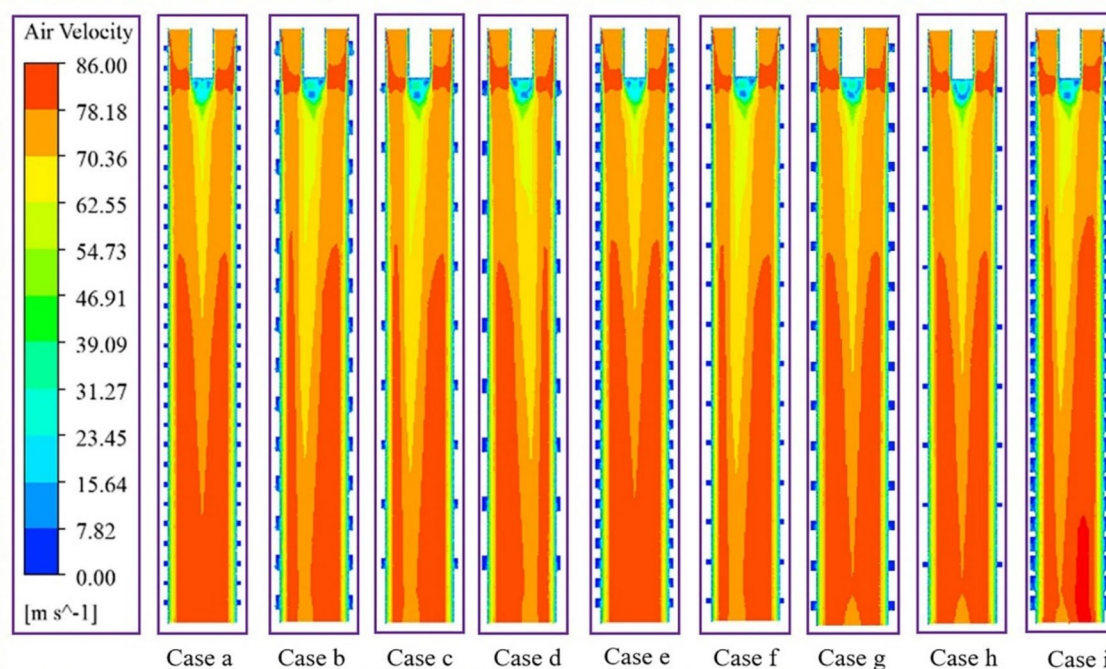 Air Velocity
86.00
78.18
70.36
62.55
54.73
46.91
39.09
31.27
23.45
15.64
7.82
0.00
[m s^-1]
Case a
Case b
Case c
Case d
Case e
Case f
Case g
Case h
Case i